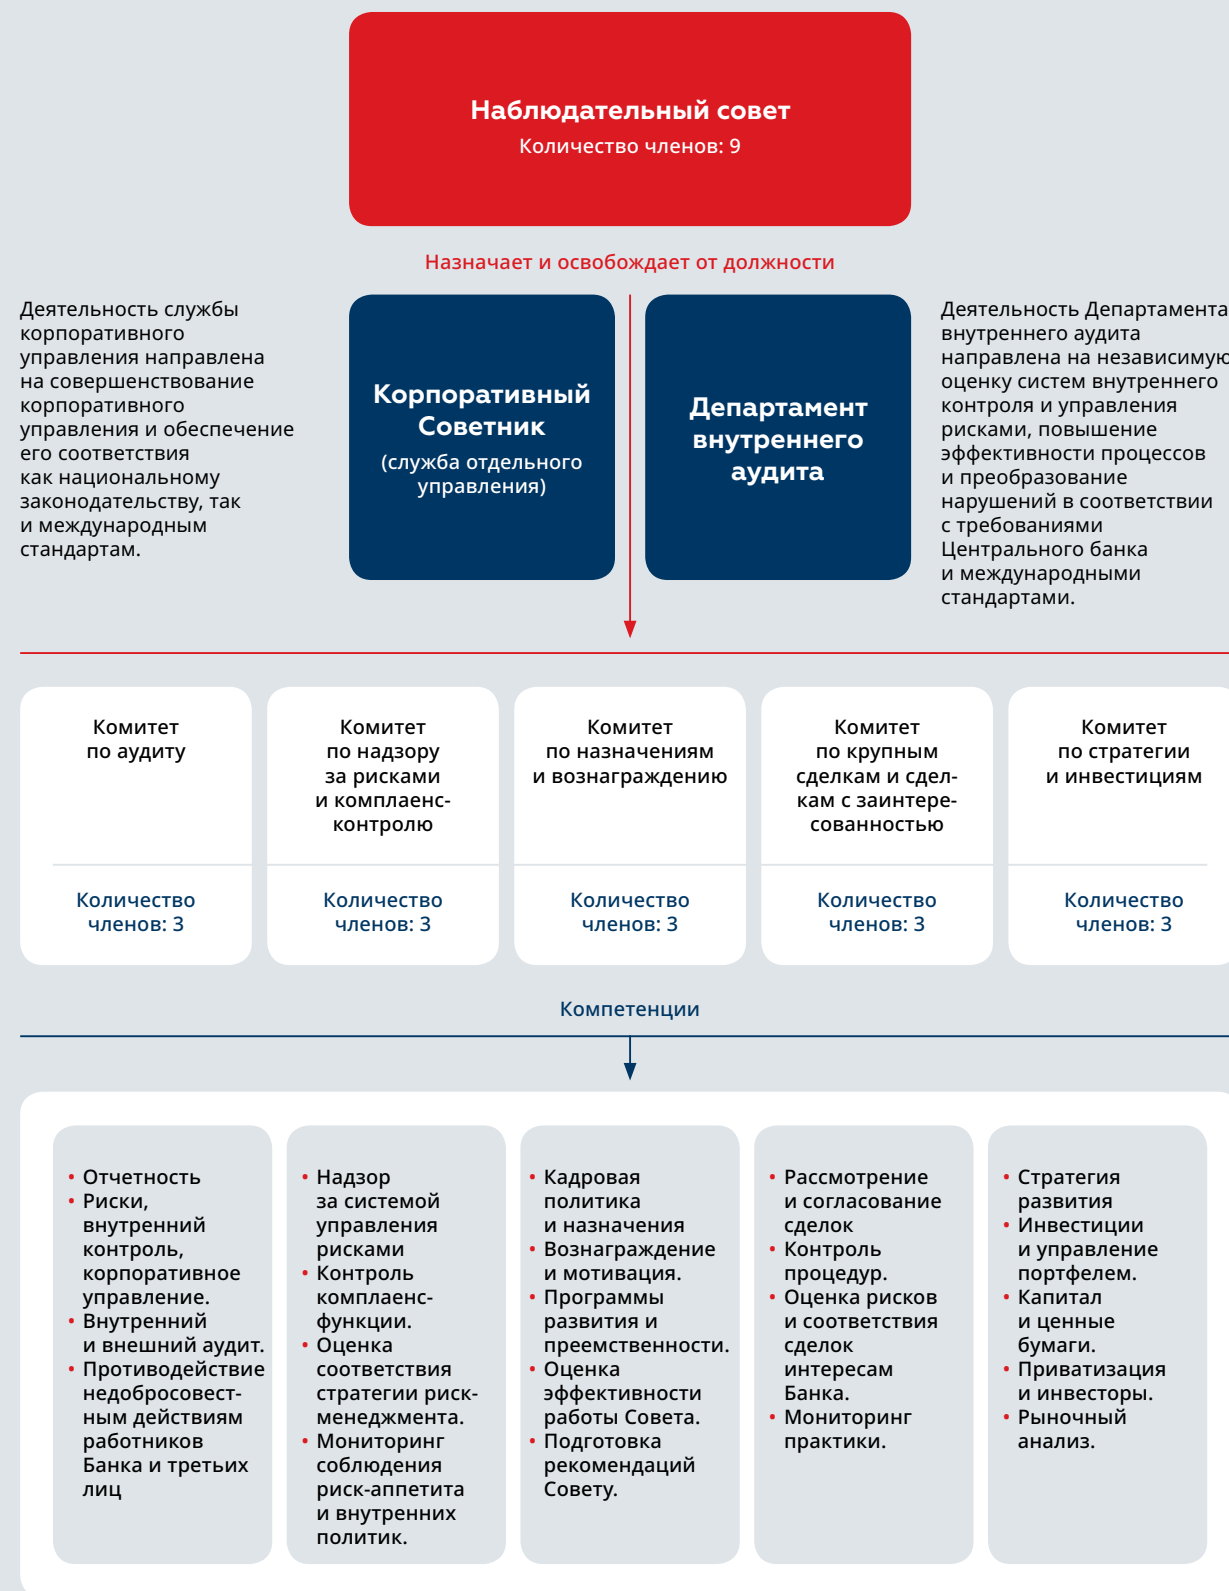 Наблюдательный совет
Количество членов: 9
Назначает и освобождает от должности
Деятельность службы
корпоративного
управления направлена
на совершенствование
корпоративного
управления и обеспечение
его соответствия
как национальному
законодательству, так
и международным
стандартам.
Корпоративный
Советник
(служба отдельного
управления)
Департамент
внутреннего
аудита
Деятельность Департамента
внутреннего аудита
направлена на независимую
оценку систем внутреннего
контроля и управления
рисками, повышение
эффективности процессов
и преобразование
нарушений в соответствии
с требованиями
Центрального банка
и международными
стандартами.
Комитет
по аудиту
Количество
членов: 3
Комитет
по надзору
за рисками
и комплаенс-
контролю
Количество
членов: 3
Комитет
по назначениям
и вознаграждению
Количество
членов: 3
Комитет
по крупным
сделкам и сдел-
кам с заинтере-
сованностью
Количество
членов: 3
Комитет
по стратегии
и инвестициям
Количество
членов: 3
Компетенции
• Отчетность
• Риски,
внутренний
контроль,
корпоративное
управление.
• Внутренний
и внешний аудит.
• Противодействие
недобросовест-
ным действиям
работников
Банка и третьих
лиц
• Надзор
за системой
управления
рисками
• Контроль
комплаенс-
функции.
• Оценка
соответствия
стратегии риск-
менеджмента.
• Мониторинг
соблюдения
риск-аппетита
и внутренних
политик.
• Кадровая
политика
и назначения
• Вознаграждение
и мотивация.
• Программы
развития и
преемственности.
• Оценка
эффективности
работы Совета.
• Подготовка
рекомендаций
Совету.
• Рассмотрение
и согласование
сделок
• Контроль
процедур.
• Оценка рисков
и соответствия
сделок
интересам
Банка.
• Мониторинг
практики.
• Стратегия
развития
• Инвестиции
и управление
портфелем.
• Капитал
и ценные
бумаги.
• Приватизация
и инвесторы.
• Рыночный
анализ.